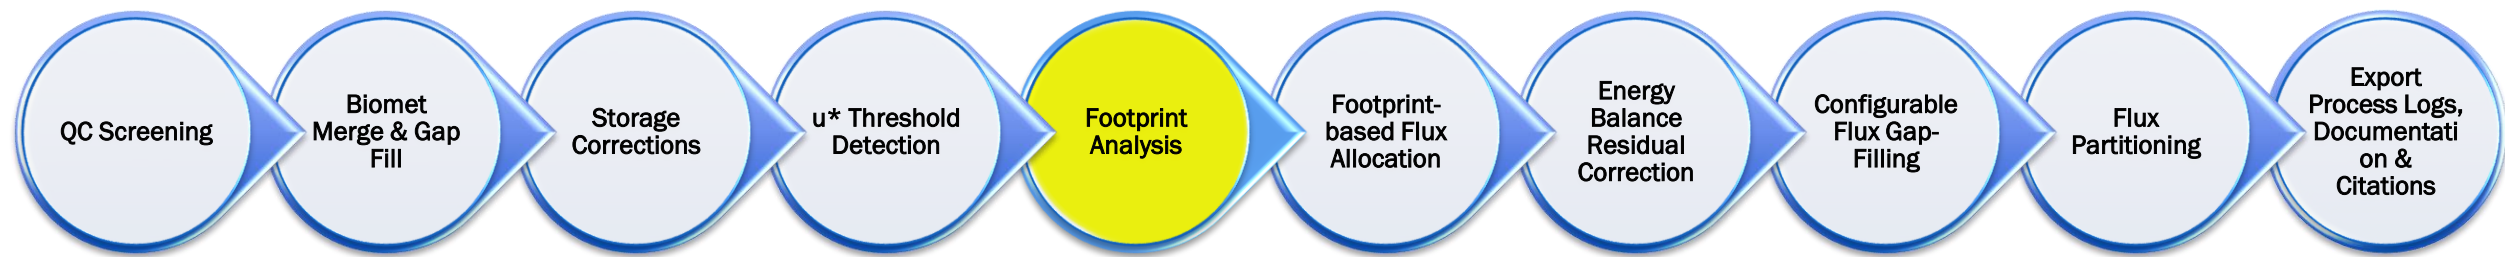 QC Screening
Biomet
Merge & Gap
Fill
Storage
Corrections
u* Threshold
Detection
Footprint
Analysis
Footprint-
based Flux
Allocation
Energy
Balance
Residual
Correction
Configurable
Flux Gap-
Filling
Flux
Partitioning
Export
Process Logs,
Documentati
on &
Citations